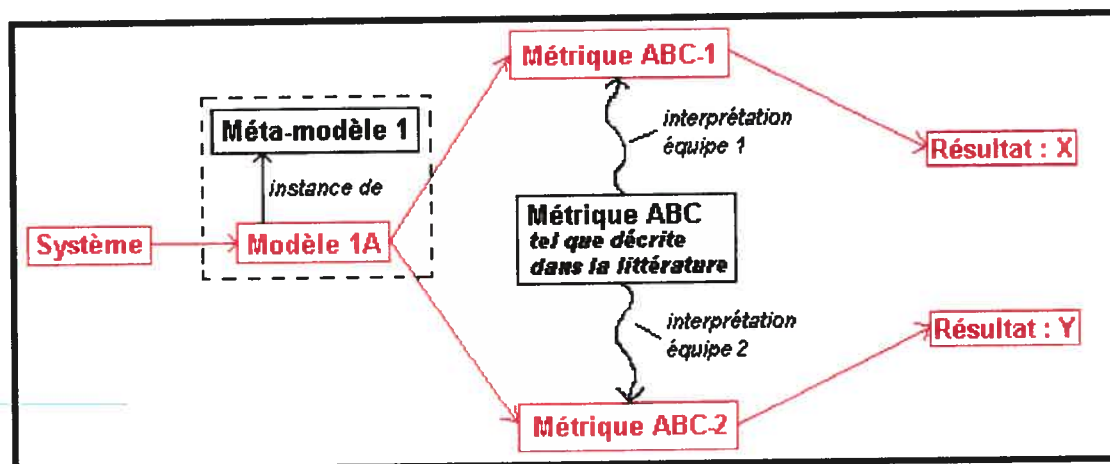 Métrique ABC-1
Méta-modèle 1
interprétation
équipe 1
Résultat : X
instance de
Métrique ABC
tel que décrite
dans la littérature
Système
Modèle 1A
interprétation
équipe 2
Résultat : Y
Métrique ABC-2